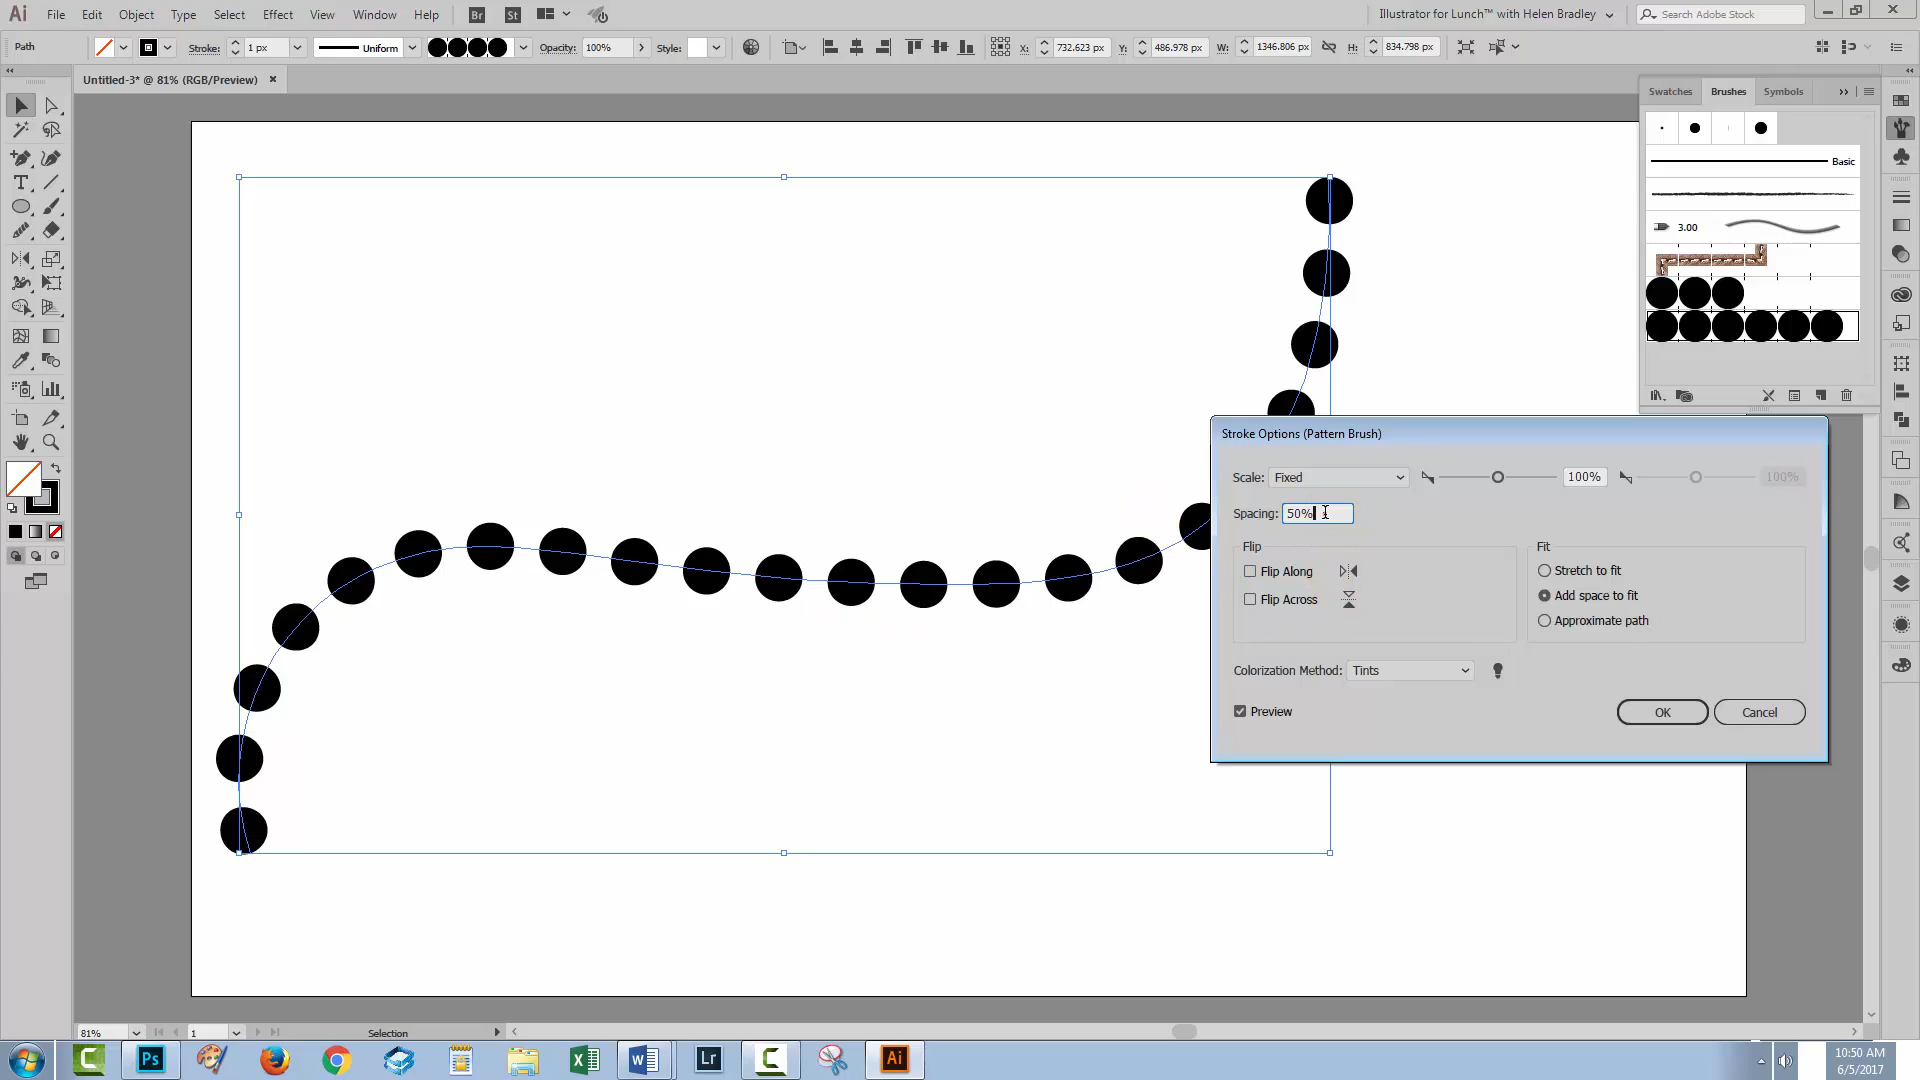 Ai File Edit Object Type Select Effect View Window Help Br St Illustrator for Lunch™ with Helen Bradley Search Adobe Stock
Path Stroke: 1 px Uniform Opacity: 100% Style: X: 732.623 px Y: 486.978 px W: 1346.806 px H: 834.798 px
Untitled-3* @ 81% (RGB/Preview)
Swatches Brushes Symbols
Basic
3.00
Stroke Options (Pattern Brush)
Scale: Fixed 100% 100%
Spacing: 50%
Flip Fit
Flip Along Stretch to fit
Flip Across Add space to fit
Approximate path
Colorization Method: Tints
Preview OK Cancel
81% 1 Selection
Ps Lr Ai
10:50 AM
6/5/2017